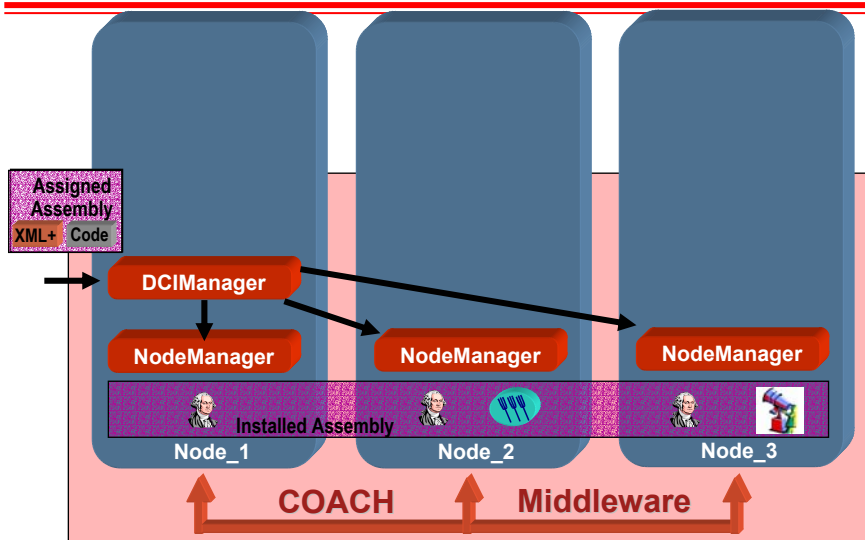 Assigned
Assembly
XML+ Code
DCIManager
NodeManager NodeManager NodeManager
Installed Assembly
Node_1 Node_2 Node_3
COACH Middleware